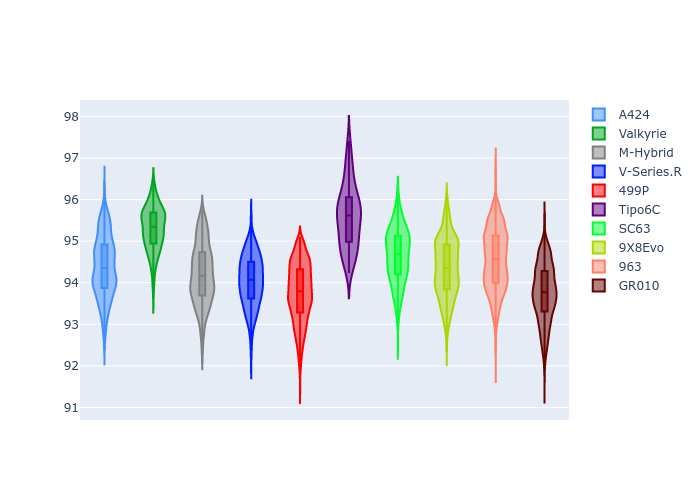 98
97
96
95
94
93
92
91
A424
Valkyrie
M-Hybrid
V-Series.R
499P
Tipo6C
SC63
9X8Evo
963
GR010